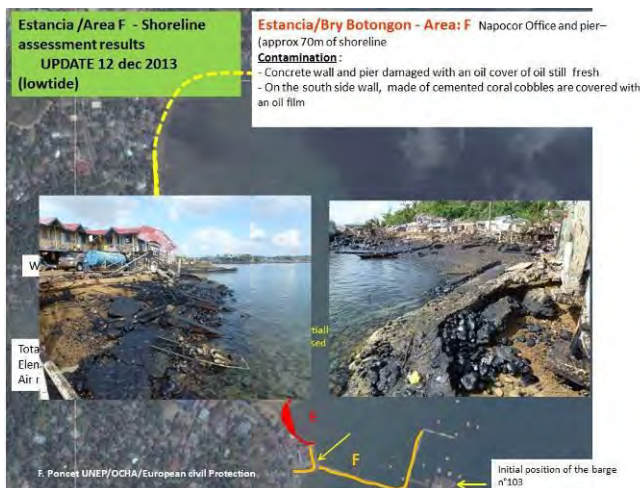 Estancia /Area F - Shoreline
assessment results
UPDATE 12 dec 2013
(lowtide)
Estancia/Bry Botongon - Area: F Napocor Office and pier–
(approx 70m of shoreline
Contamination :
- Concrete wall and pier damaged with an oil cover of oil still fresh
- On the south side wall, made of cemented coral cobbles are covered with
an oil film
W
Tota
Elen
Air
F
F. Poncet UNEP/OCHA/European civil Protection.
Initial position of the barge
n°103